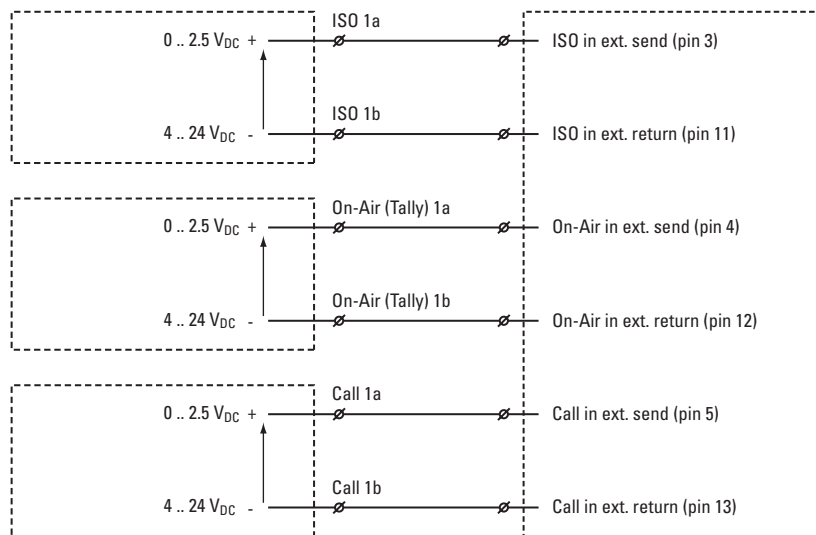 ISO 1a
0 .. 2.5 VDC + ISO in ext. send (pin 3)
ISO 1b
4 .. 24 VDC - ISO in ext. return (pin 11)
On-Air (Tally) 1a
0 .. 2.5 VDC + On-Air in ext. send (pin 4)
On-Air (Tally) 1b
4 .. 24 VDC - On-Air in ext. return (pin 12)
Call 1a
0 .. 2.5 VDC + Call in ext. send (pin 5)
Call 1b
4 .. 24 VDC - Call in ext. return (pin 13)